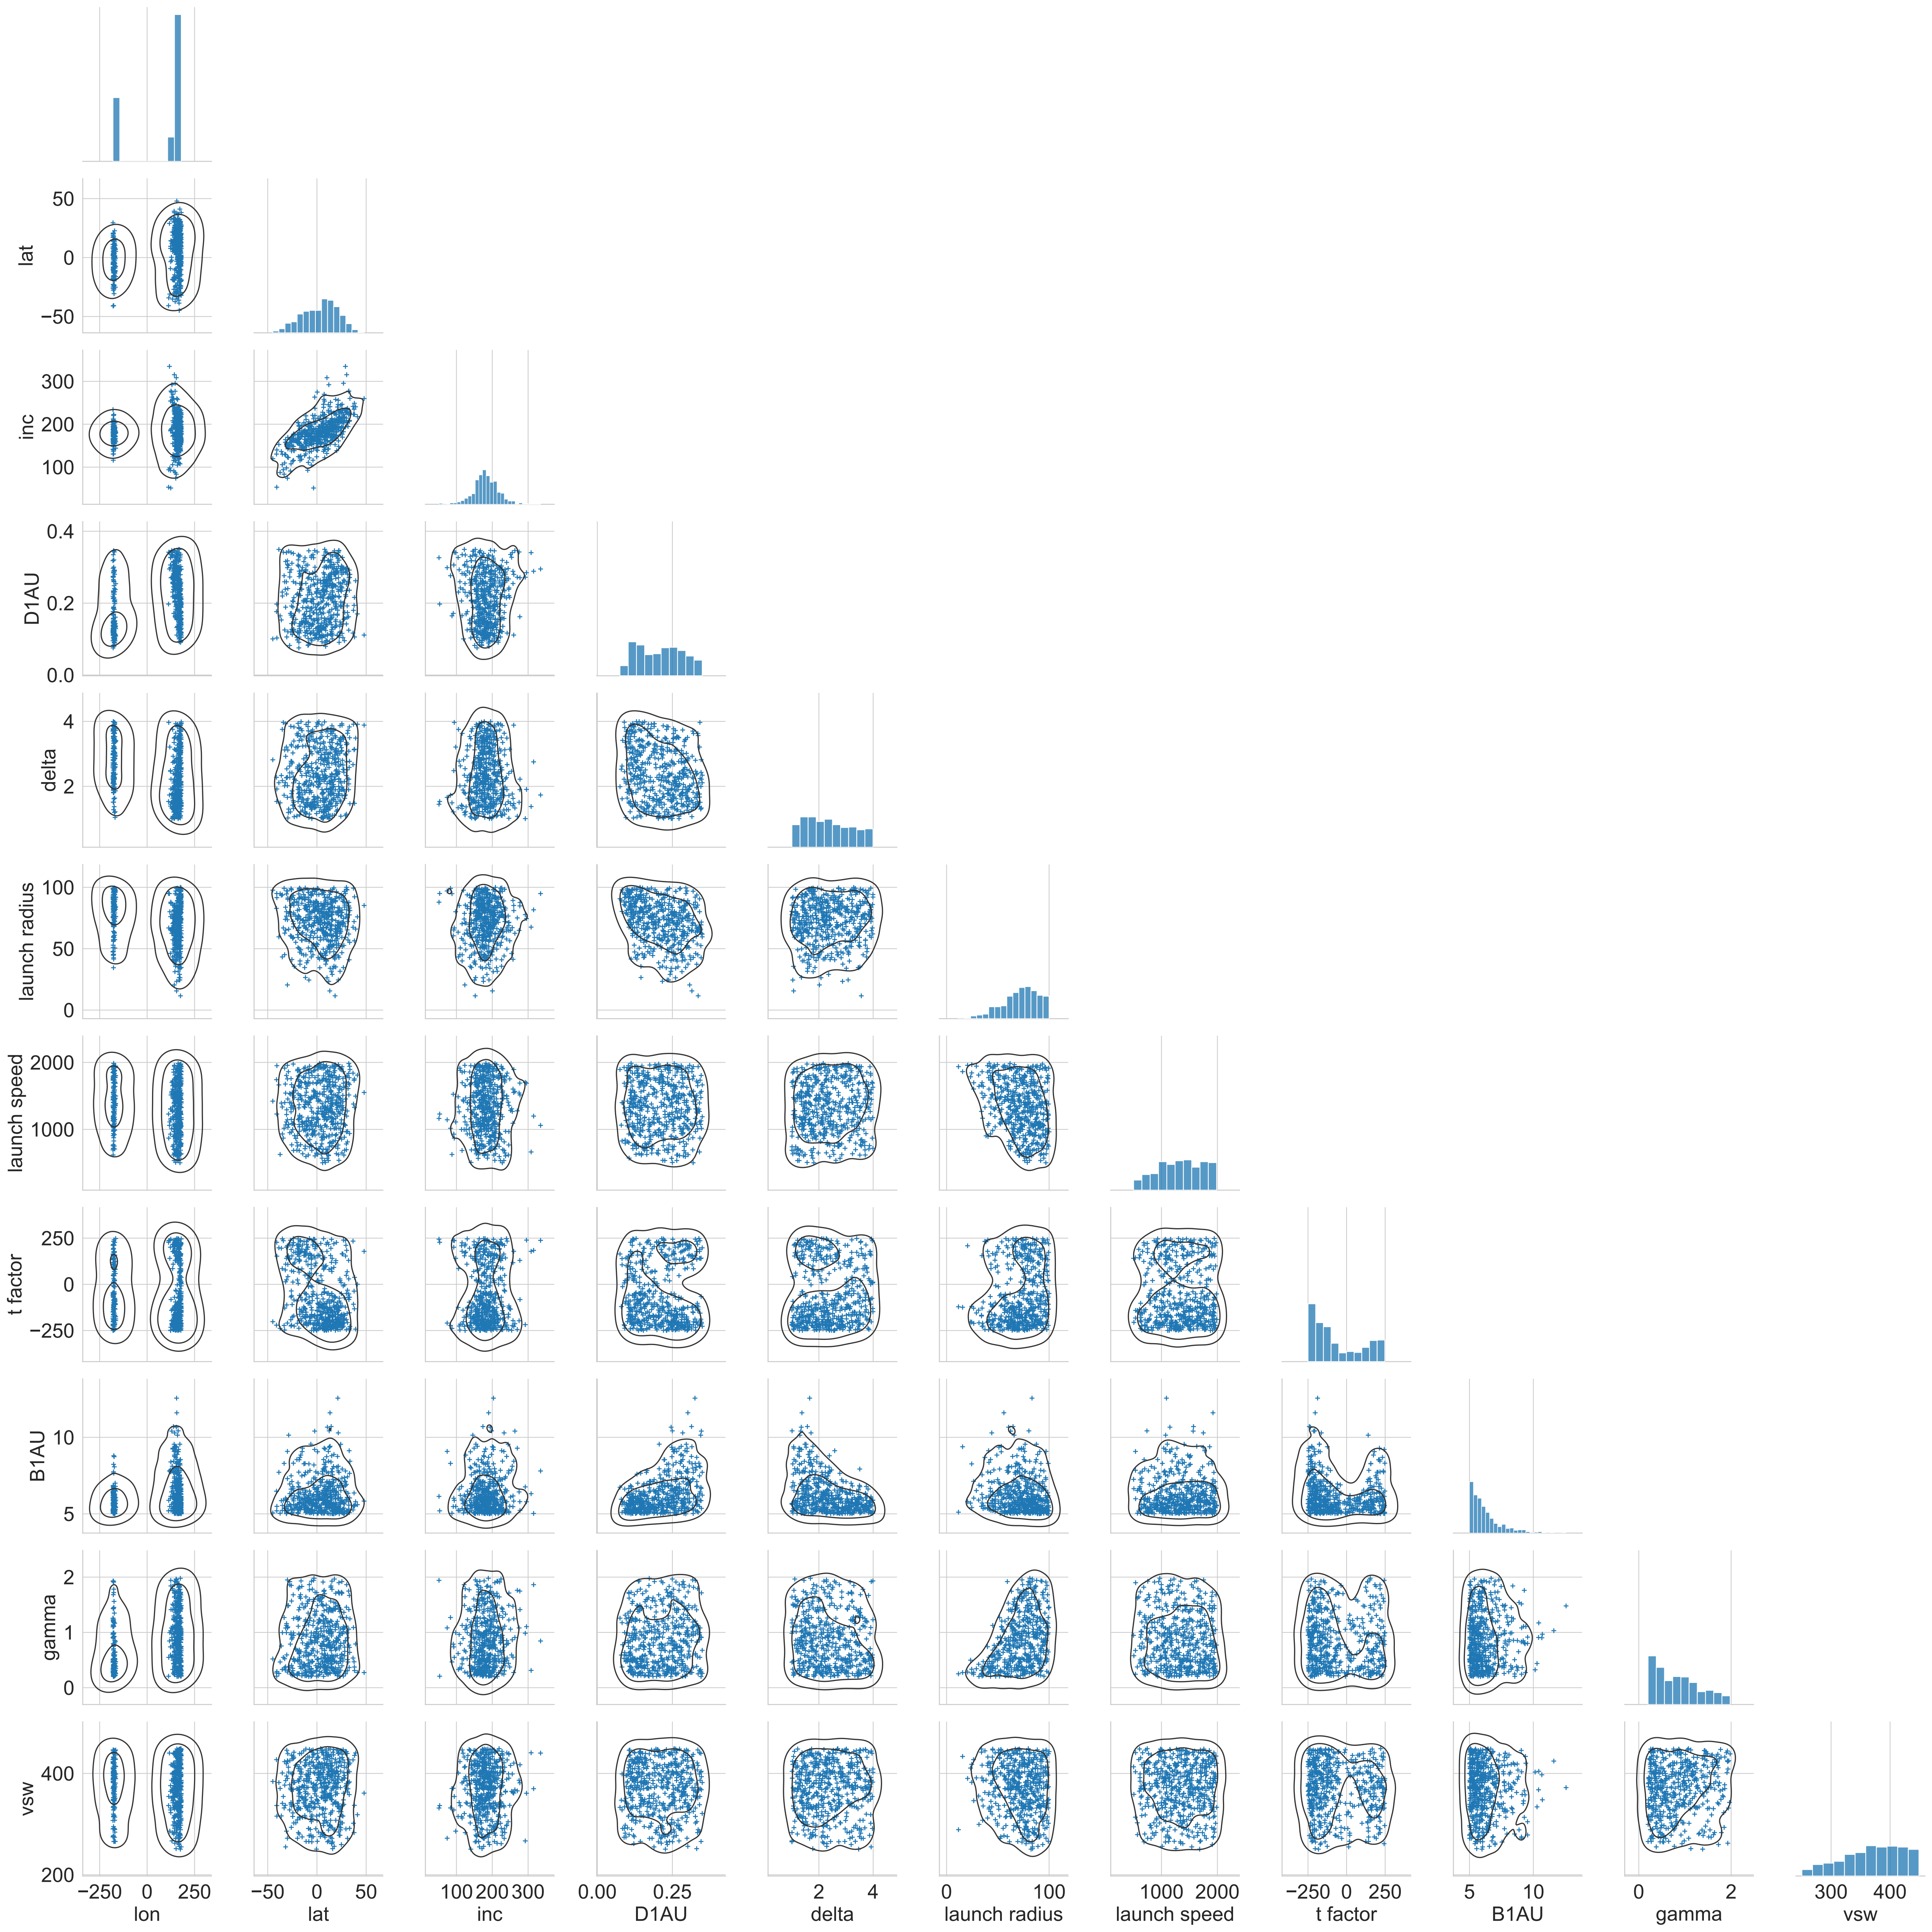 50
0
−50
lat
300
200
100
inc
0.4
0.2
0.0
D1AU
4
2
delta
100
50
0
launch radius
2000
1000
launch speed
250
0
−250
t factor
10
5
B1AU
2
1
0
gamma
400
200
vsw
−250 0 250 −50 0 50 100 200 300 0.00 0.25 2 4 0 100 1000 2000 −250 0 250 5 10 0 2 300 400
lon lat inc D1AU delta launch radius launch speed t factor B1AU gamma vsw